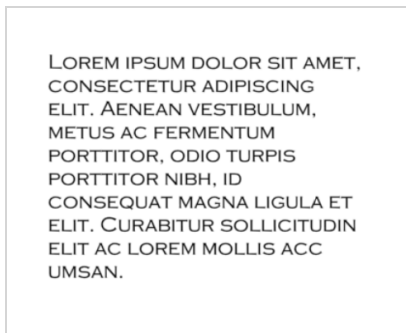 Lorem ipsum dolor sit amet,
consectetur adipiscing
elit. Aenean vestibulum,
metus ac fermentum
porttitor, odio turpis
porttitor nibh, id
consequat magna ligula et
elit. Curabitur sollicitudin
elit ac lorem mollis acc
umsan.